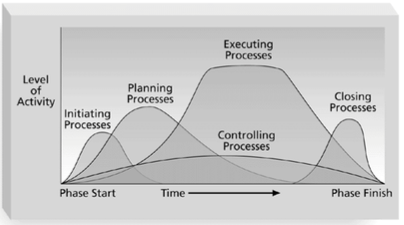 Executing
Processes
Planning
Processes
Closing
Processes
Level
of
Activity
Initiating
Processes
Controlling
Processes
Phase Start
Time
Phase Finish